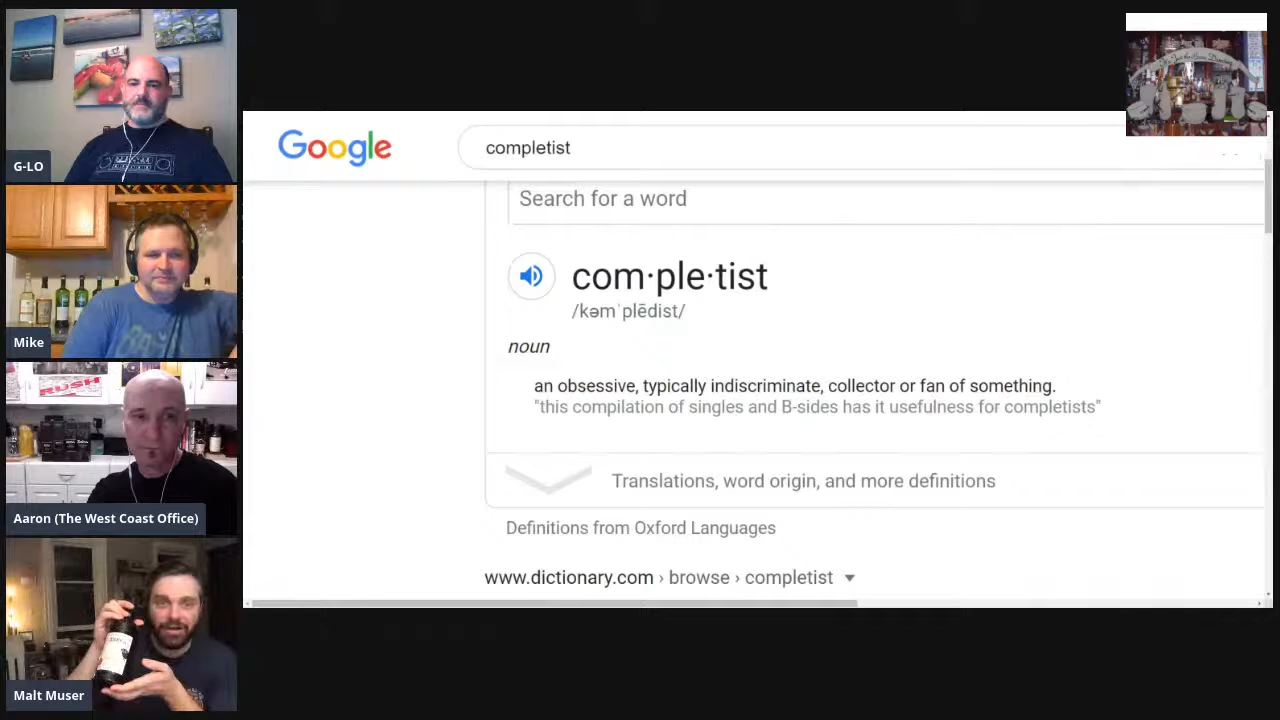 G-LO
Mike
RUSH
Aaron (The West Coast Office)
Malt Muser
Google
completist
Search for a word
com·ple·tist
/kəmˈplēdist/
noun
an obsessive, typically indiscriminate, collector or fan of something.
"this compilation of singles and B-sides has it usefulness for completists"
Translations, word origin, and more definitions
Definitions from Oxford Languages
www.dictionary.com › browse › completist